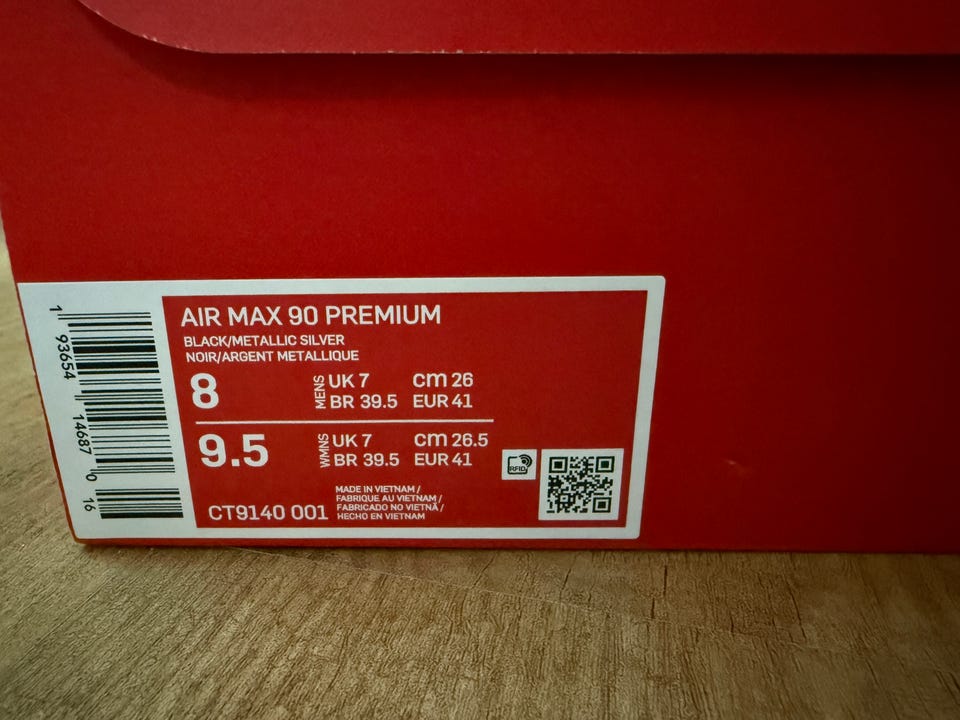 AIR MAX 90 PREMIUM
BLACK/METALLIC SILVER
NOIR/ARGENT METALLIQUE
8 MENS UK 7 cm 26
BR 39.5 EUR 41
9.5 WMNS UK 7 cm 26.5
BR 39.5 EUR 41
RFID
MADE IN VIETNAM /
FABRIQUE AU VIETNAM /
FABRICADO NO VIETNÃ /
HECHO EN VIETNAM
CT9140 001
1 93654 14687 0 16